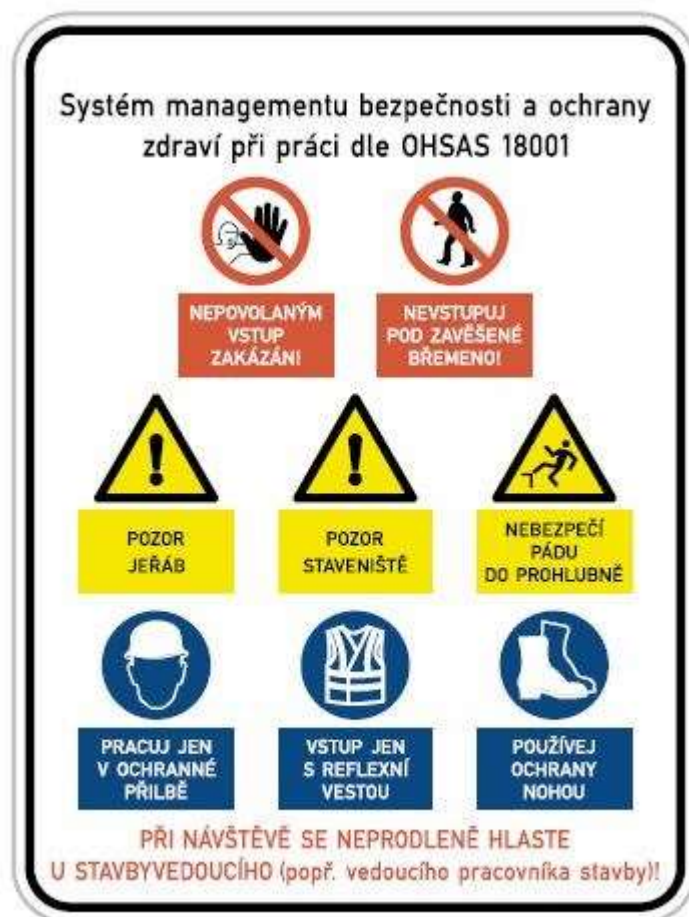 Systém managementu bezpečnosti a ochrany
zdraví při práci dle OHSAS 18001
NEPOVOLANÝM
VSTUP
ZAKÁZÁN!
NEVSTUPUJ
POD ZAVĚŠENÉ
BŘEMENO!
POZOR
JEŘÁB
POZOR
STAVENIŠTĚ
NEBEZPEČÍ
PÁDU
DO PROHLUBNĚ
PRACUJ JEN
V OCHRANNÉ
PŘILBĚ
VSTUP JEN
S REFLEXNÍ
VESTOU
POUŽÍVEJ
OCHRANY
NOHOU
PŘI NÁVŠTĚVĚ SE NEPRODLENĚ HLASTE
U STAVBYVEDOUCÍHO (popř. vedoucího pracovníka stavby)!